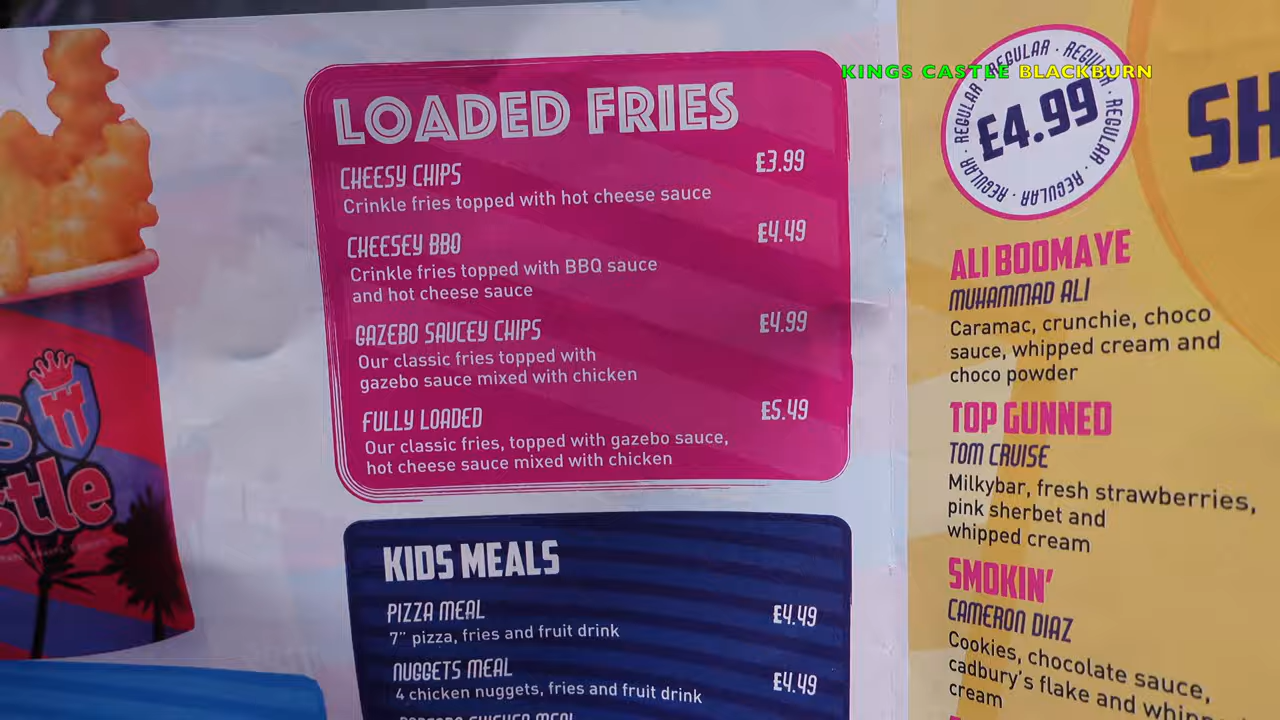 KINGS CASTLE BLACKBURN
LOADED FRIES
CHEESY CHIPS £3.99
Crinkle fries topped with hot cheese sauce
CHEESEY BBQ £4.49
Crinkle fries topped with BBQ sauce
and hot cheese sauce
GAZEBO SAUCEY CHIPS £4.99
Our classic fries topped with
gazebo sauce mixed with chicken
FULLY LOADED £5.49
Our classic fries, topped with gazebo sauce,
hot cheese sauce mixed with chicken
KIDS MEALS
PIZZA MEAL £4.49
7" pizza, fries and fruit drink
NUGGETS MEAL £4.49
4 chicken nuggets, fries and fruit drink
REGULAR · REGULAR · REGULAR · REGULAR · REGULAR · REGULAR ·
£4.99
SH
ALI BOOMAYE
MUHAMMAD ALI
Caramac, crunchie, choco
sauce, whipped cream and
choco powder
TOP GUNNED
TOM CRUISE
Milkybar, fresh strawberries,
pink sherbet and
whipped cream
SMOKIN'
CAMERON DIAZ
Cookies, chocolate sauce,
cadbury's flake and
cream
s
stle